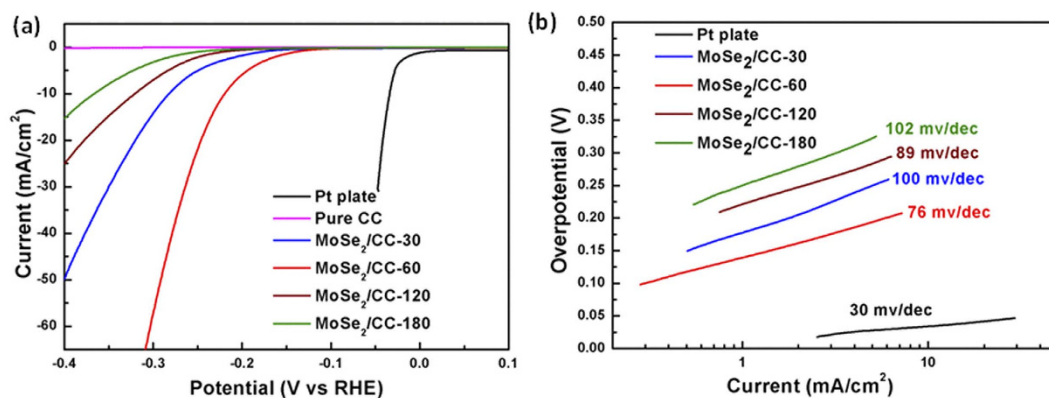 (a)
0
-10
-20
-30
-40
-50
-60
Current (mA/cm²)
Pt plate
Pure CC
MoSe₂/CC-30
MoSe₂/CC-60
MoSe₂/CC-120
MoSe₂/CC-180
-0.4 -0.3 -0.2 -0.1 0.0 0.1
Potential (V vs RHE)
(b)
0.50
0.45
0.40
0.35
0.30
0.25
0.20
0.15
0.10
0.05
0.00
Overpotential (V)
Pt plate
MoSe₂/CC-30
MoSe₂/CC-60
MoSe₂/CC-120
MoSe₂/CC-180
102 mv/dec
89 mv/dec
100 mv/dec
76 mv/dec
30 mv/dec
1 10
Current (mA/cm²)